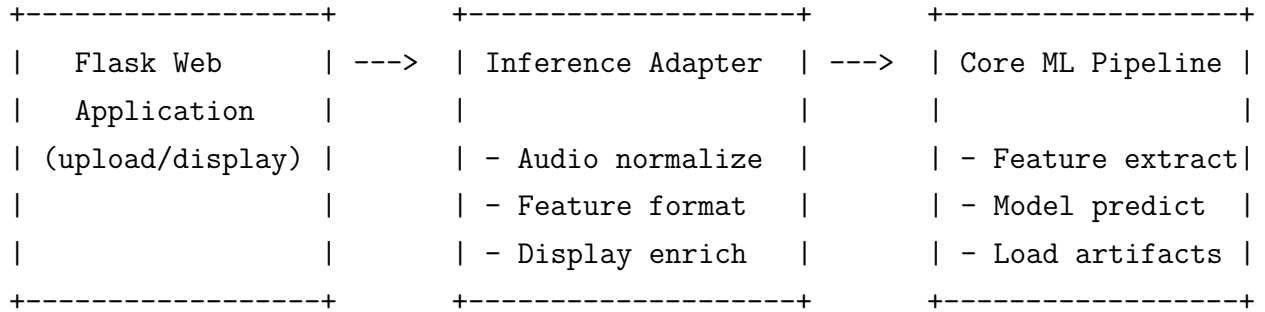 +------------------+      +--------------------+      +------------------+
|   Flask Web      | ---> | Inference Adapter  | ---> | Core ML Pipeline |
|   Application    |      |                    |      |                  |
| (upload/display) |      | - Audio normalize  |      | - Feature extract|
|                  |      | - Feature format   |      | - Model predict  |
|                  |      | - Display enrich   |      | - Load artifacts |
+------------------+      +--------------------+      +------------------+